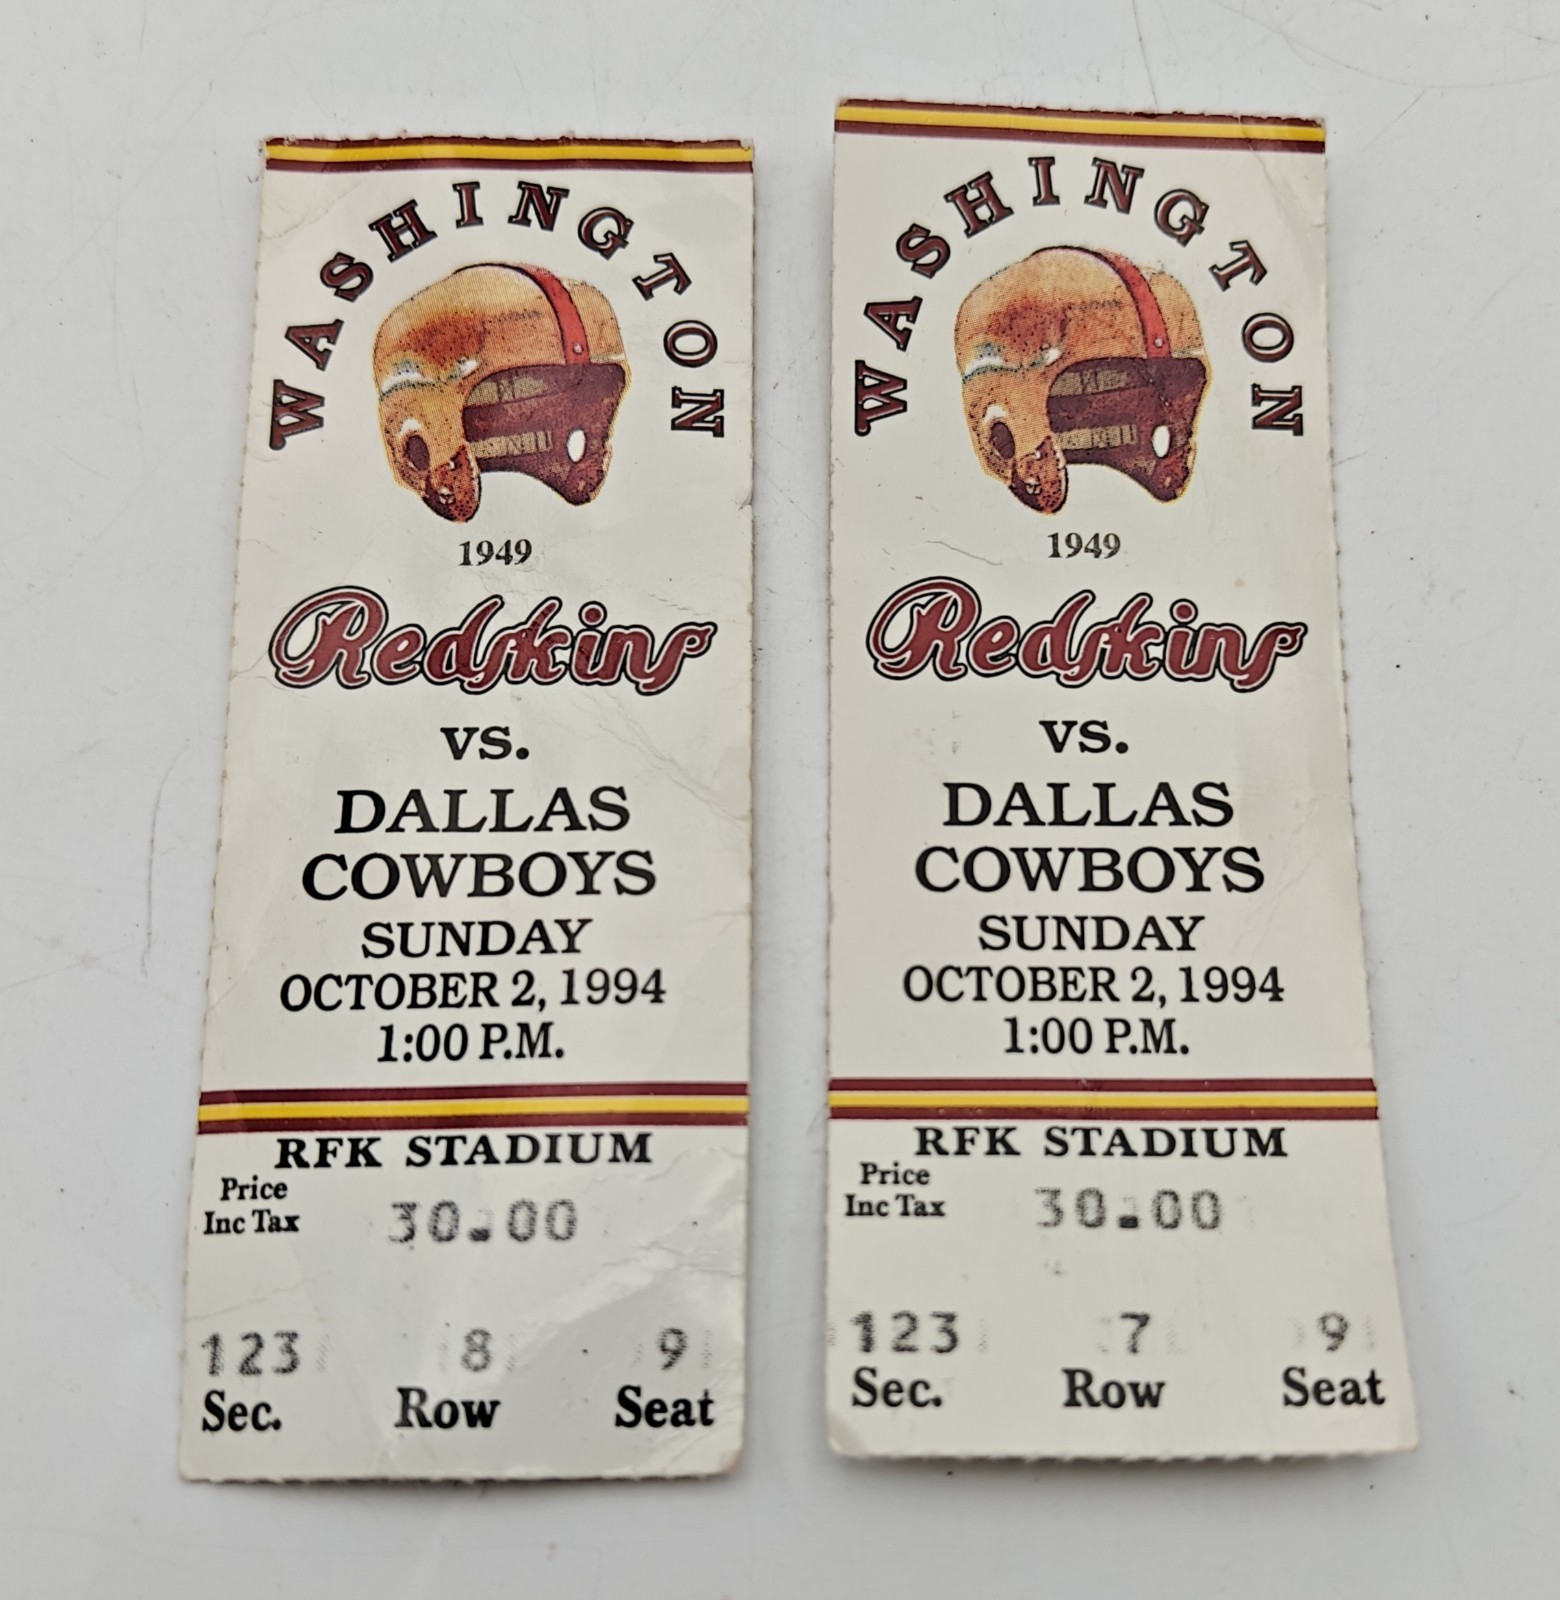 WASHINGTON
1949
Redskins
vs.
DALLAS
COWBOYS
SUNDAY
OCTOBER 2, 1994
1:00 P.M.
RFK STADIUM
Price
Inc Tax
30.00
123 8 9
Sec. Row Seat
WASHINGTON
1949
Redskins
vs.
DALLAS
COWBOYS
SUNDAY
OCTOBER 2, 1994
1:00 P.M.
RFK STADIUM
Price
Inc Tax
30.00
123 7 9
Sec. Row Seat